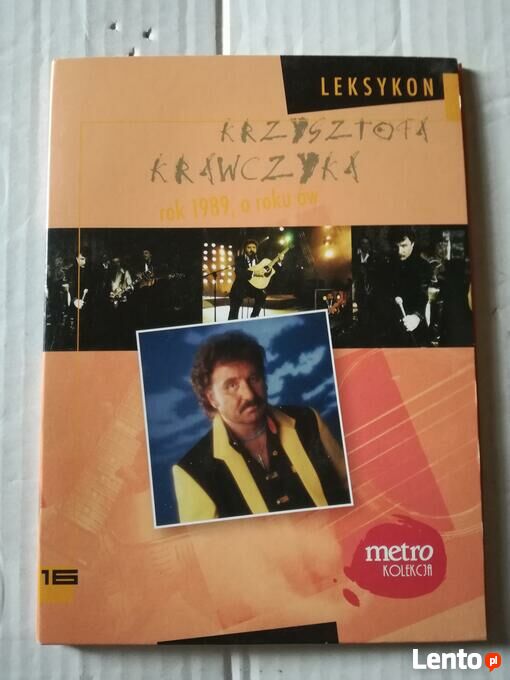 LEKSYKON
KRZYSZTOFA
KRAWCZYKA
rok 1989, o roku ów
metro
KOLEKCJA
16
Lento.pl